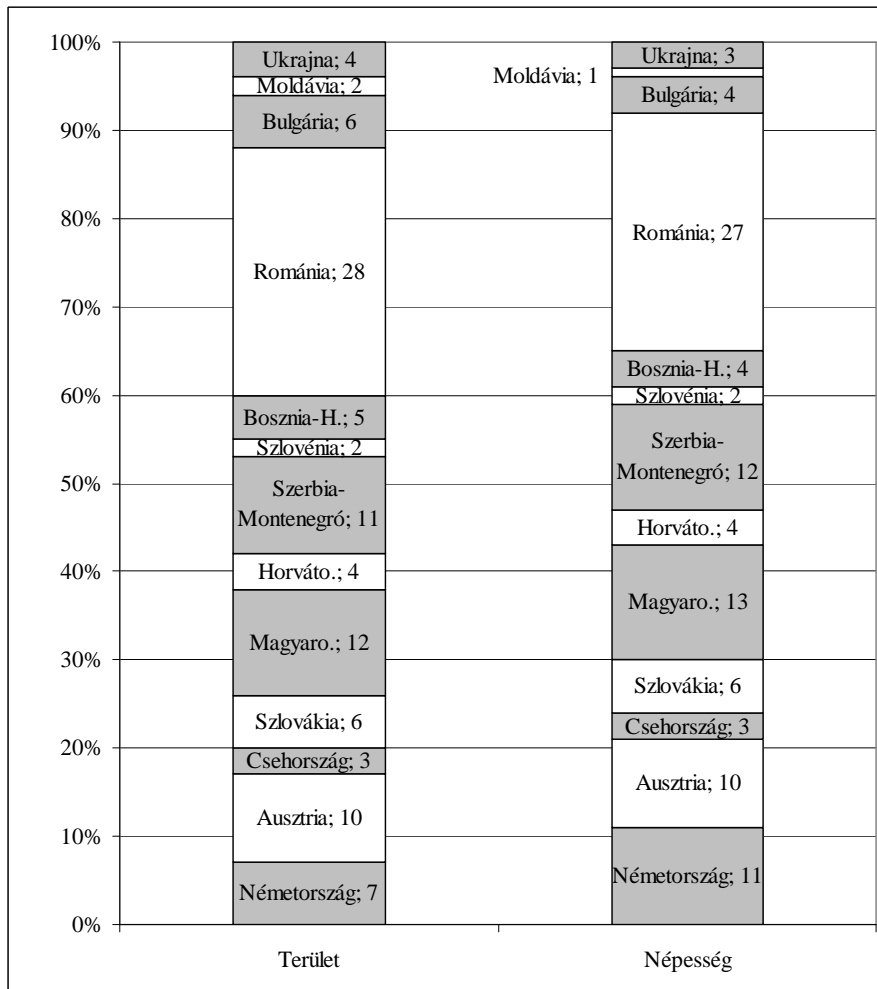 100%
90%
80%
70%
60%
50%
40%
30%
20%
10%
0%
Ukrajna; 4
Moldávia; 2
Bulgária; 6
Románia; 28
Bosznia-H.; 5
Szlovénia; 2
Szerbia-
Montenegró; 11
Horváto.; 4
Magyaro.; 12
Szlovákia; 6
Csehország; 3
Ausztria; 10
Németország; 7
Ukrajna; 3
Moldávia; 1
Bulgária; 4
Románia; 27
Bosznia-H.; 4
Szlovénia; 2
Szerbia-
Montenegró; 12
Horváto.; 4
Magyaro.; 13
Szlovákia; 6
Csehország; 3
Ausztria; 10
Németország; 11
Terület
Népesség